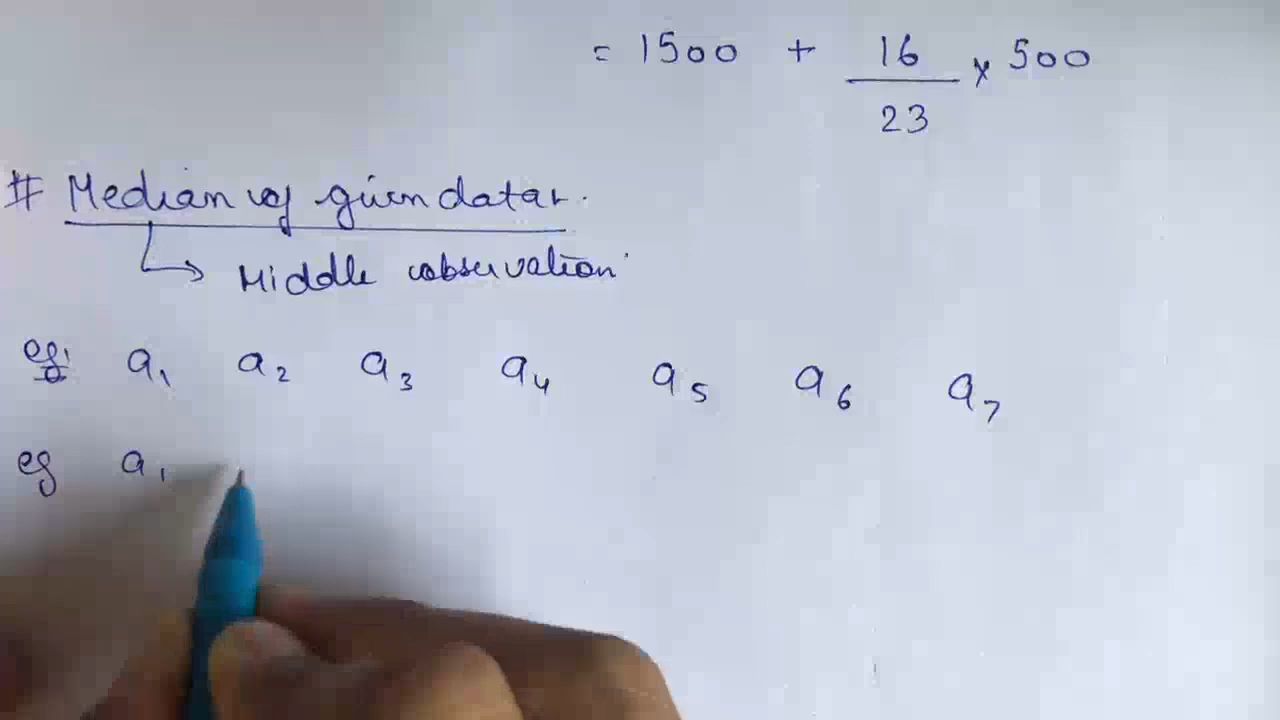 = 1500 + 16/23 × 500
# Median of given data.
↳ Middle observation
eg: a₁ a₂ a₃ a₄ a₅ a₆ a₇
eg a₁